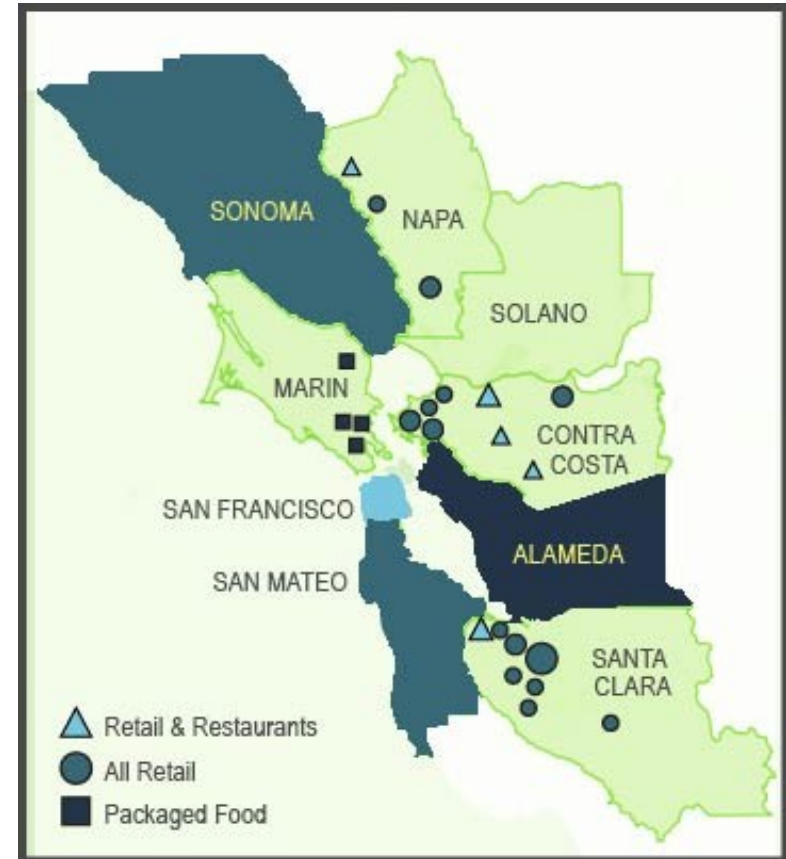 SONOMA
NAPA
SOLANO
MARIN
CONTRA
COSTA
SAN FRANCISCO
ALAMEDA
SAN MATEO
SANTA
CLARA
Retail & Restaurants
All Retail
Packaged Food